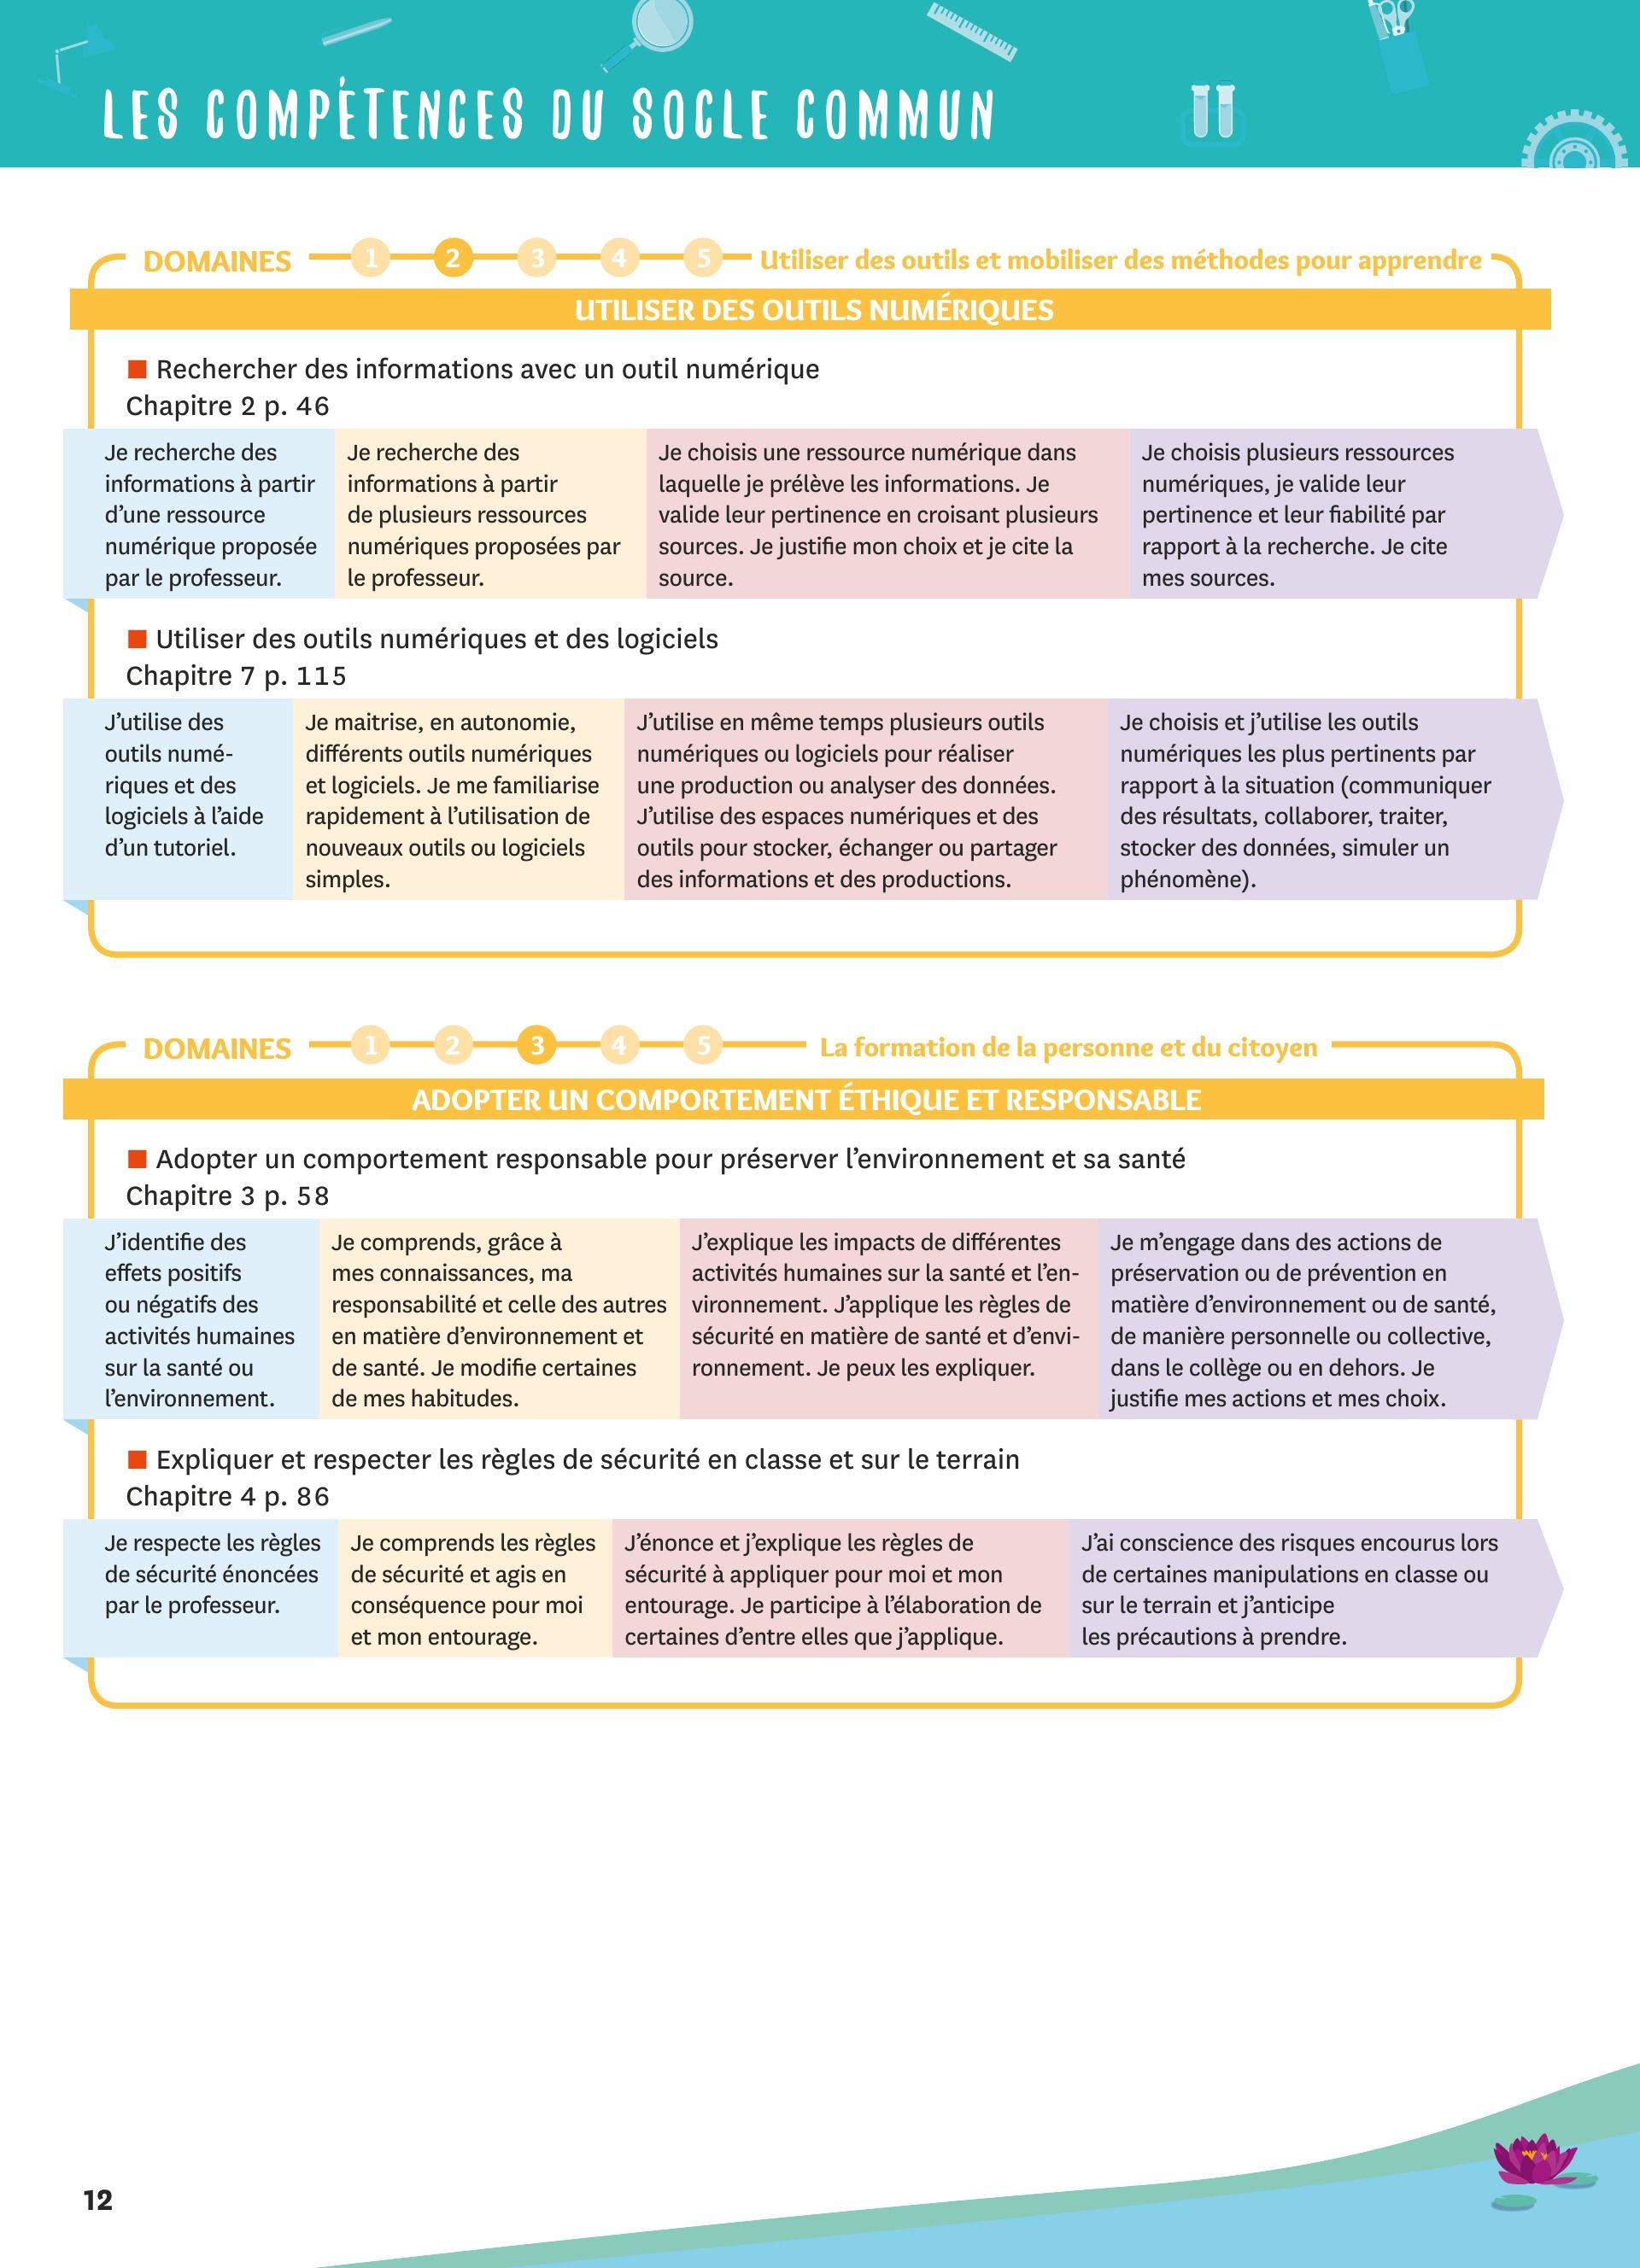 LES COMPÉTENCES DU SOCLE COMMUN
DOMAINES 1 2 3 4 5 Utiliser des outils et mobiliser des méthodes pour apprendre
UTILISER DES OUTILS NUMÉRIQUES
Rechercher des informations avec un outil numérique
Chapitre 2 p. 46
Je recherche des
informations à partir
d'une ressource
numérique proposée
par le professeur.
Je recherche des
informations à partir
de plusieurs ressources
numériques proposées par
le professeur.
Je choisis une ressource numérique dans
laquelle je prélève les informations. Je
valide leur pertinence en croisant plusieurs
sources. Je justifie mon choix et je cite la
source.
Je choisis plusieurs ressources
numériques, je valide leur
pertinence et leur fiabilité par
rapport à la recherche. Je cite
mes sources.
Utiliser des outils numériques et des logiciels
Chapitre 7 p. 115
J'utilise des
outils numé-
riques et des
logiciels à l'aide
d'un tutoriel.
Je maitrise, en autonomie,
différents outils numériques
et logiciels. Je me familiarise
rapidement à l'utilisation de
nouveaux outils ou logiciels
simples.
J'utilise en même temps plusieurs outils
numériques ou logiciels pour réaliser
une production ou analyser des données.
J'utilise des espaces numériques et des
outils pour stocker, échanger ou partager
des informations et des productions.
Je choisis et j'utilise les outils
numériques les plus pertinents par
rapport à la situation (communiquer
des résultats, collaborer, traiter,
stocker des données, simuler un
phénomène).
DOMAINES 1 2 3 4 5 La formation de la personne et du citoyen
ADOPTER UN COMPORTEMENT ÉTHIQUE ET RESPONSABLE
Adopter un comportement responsable pour préserver l'environnement et sa santé
Chapitre 3 p. 58
J'identifie des
effets positifs
ou négatifs des
activités humaines
sur la santé ou
l'environnement.
Je comprends, grâce à
mes connaissances, ma
responsabilité et celle des autres
en matière d'environnement et
de santé. Je modifie certaines
de mes habitudes.
J'explique les impacts de différentes
activités humaines sur la santé et l'en-
vironnement. J'applique les règles de
sécurité en matière de santé et d'envi-
ronnement. Je peux les expliquer.
Je m'engage dans des actions de
préservation ou de prévention en
matière d'environnement ou de santé,
de manière personnelle ou collective,
dans le collège ou en dehors. Je
justifie mes actions et mes choix.
Expliquer et respecter les règles de sécurité en classe et sur le terrain
Chapitre 4 p. 86
Je respecte les règles
de sécurité énoncées
par le professeur.
Je comprends les règles
de sécurité et agis en
conséquence pour moi
et mon entourage.
J'énonce et j'explique les règles de
sécurité à appliquer pour moi et mon
entourage. Je participe à l'élaboration de
certaines d'entre elles que j'applique.
J'ai conscience des risques encourus lors
de certaines manipulations en classe ou
sur le terrain et j'anticipe
les précautions à prendre.
12